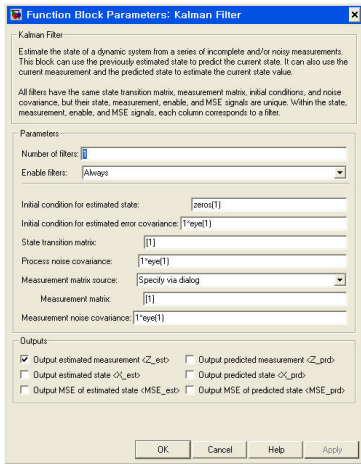 Function Block Parameters: Kalman Filter
Kalman Filter
Estimate the state of a dynamic system from a series of incomplete and/or noisy measurements.
This block can use the previously estimated state to predict the current state. It can also use the
current measurement and the predicted state to estimate the current state value.
All filters have the same state transition matrix, measurement matrix, initial conditions, and noise
covariance, but their state, measurement, enable, and MSE signals are unique. Within the state,
measurement, enable, and MSE signals, each column corresponds to a filter.
Parameters
Number of filters: 1
Enable filters: Always
Initial condition for estimated state: zeros(1)
Initial condition for estimated error covariance: 1*eye(1)
State transition matrix: [1]
Process noise covariance: 1*eye(1)
Measurement matrix source: Specify via dialog
Measurement matrix: [1]
Measurement noise covariance: 1*eye(1)
Outputs
Output estimated measurement <Z_est> Output predicted measurement <Z_prd>
Output estimated state <X_est> Output predicted state <X_prd>
Output MSE of estimated state <MSE_est> Output MSE of predicted state <MSE_prd>
OK Cancel Help Apply